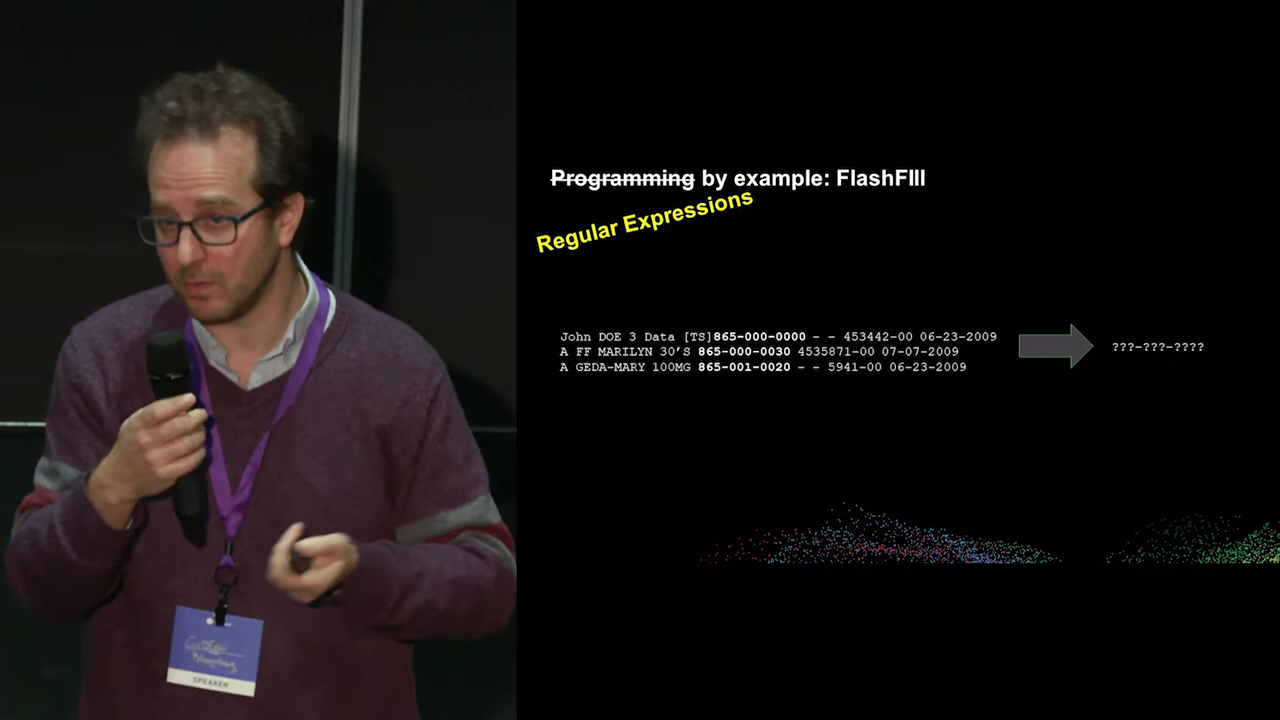 Programming by example: FlashFIll
Regular Expressions
John DOE 3 Data [TS]865-000-0000 - - 453442-00 06-23-2009
A FF MARILYN 30'S 865-000-0030 4535871-00 07-07-2009
A GEDA-MARY 100MG 865-001-0020 - - 5941-00 06-23-2009
???-???-????
SPEAKER